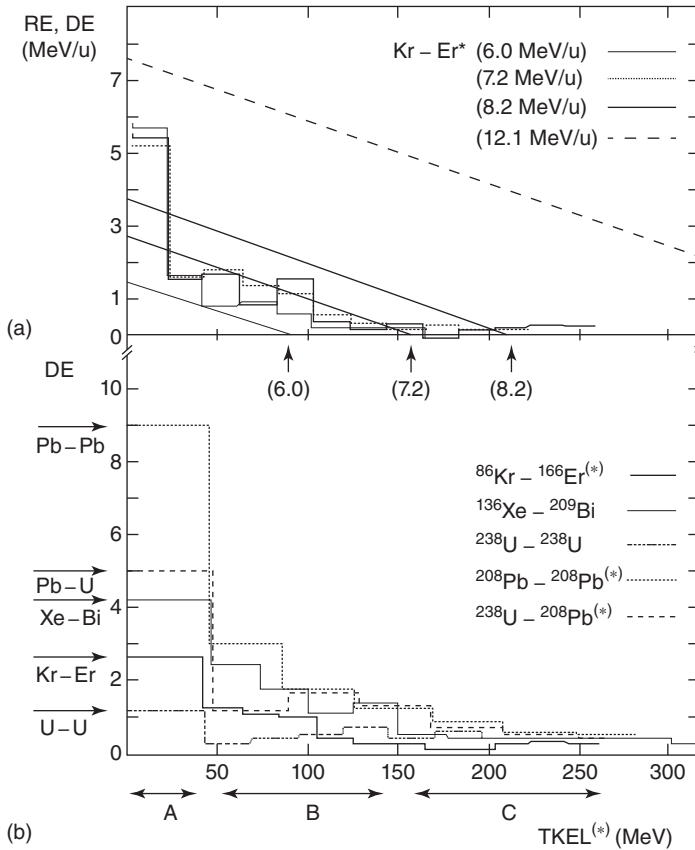 RE, DE
(MeV/u)
Kr – Er* (6.0 MeV/u)
(7.2 MeV/u)
(8.2 MeV/u)
(12.1 MeV/u)
7
5
3
1
0
(a)
(6.0)
(7.2)
(8.2)
DE
10
8
6
4
2
0
Pb – Pb
Pb – U
Xe – Bi
Kr – Er
U – U
⁸⁶Kr – ¹⁶⁶Er⁽*⁾
¹³⁶Xe – ²⁰⁹Bi
²³⁸U – ²³⁸U
²⁰⁸Pb – ²⁰⁸Pb⁽*⁾
²³⁸U – ²⁰⁸Pb⁽*⁾
50 100 150 200 250 300
A B C
(b)
TKEL⁽*⁾ (MeV)